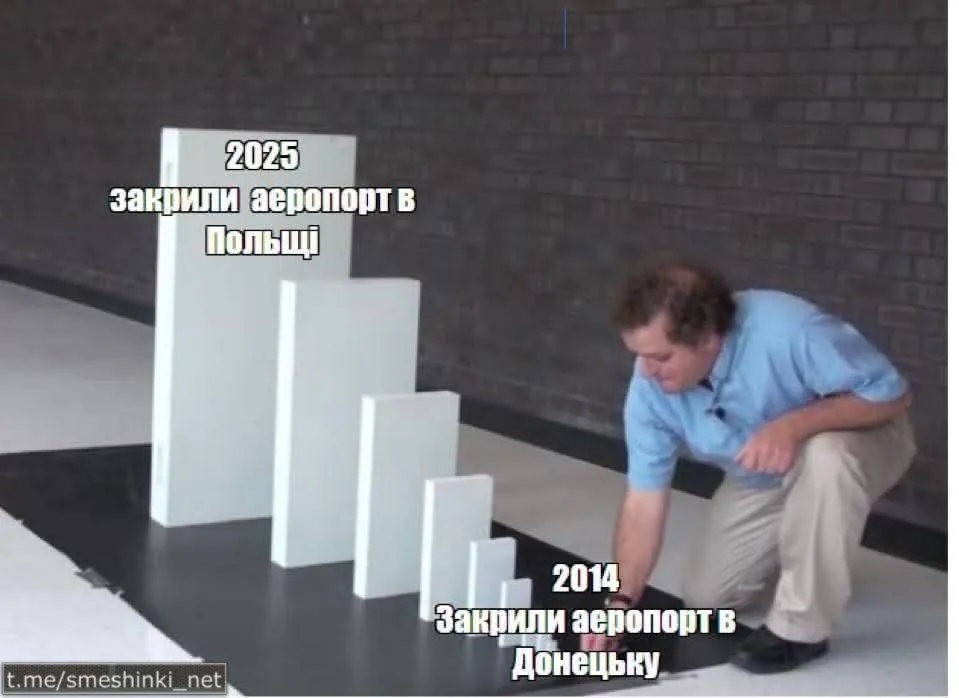 2025
закрили аеропорт в
Польщі
2014
Закрили аеропорт в
Донецьку
t.me/smeshinki_net